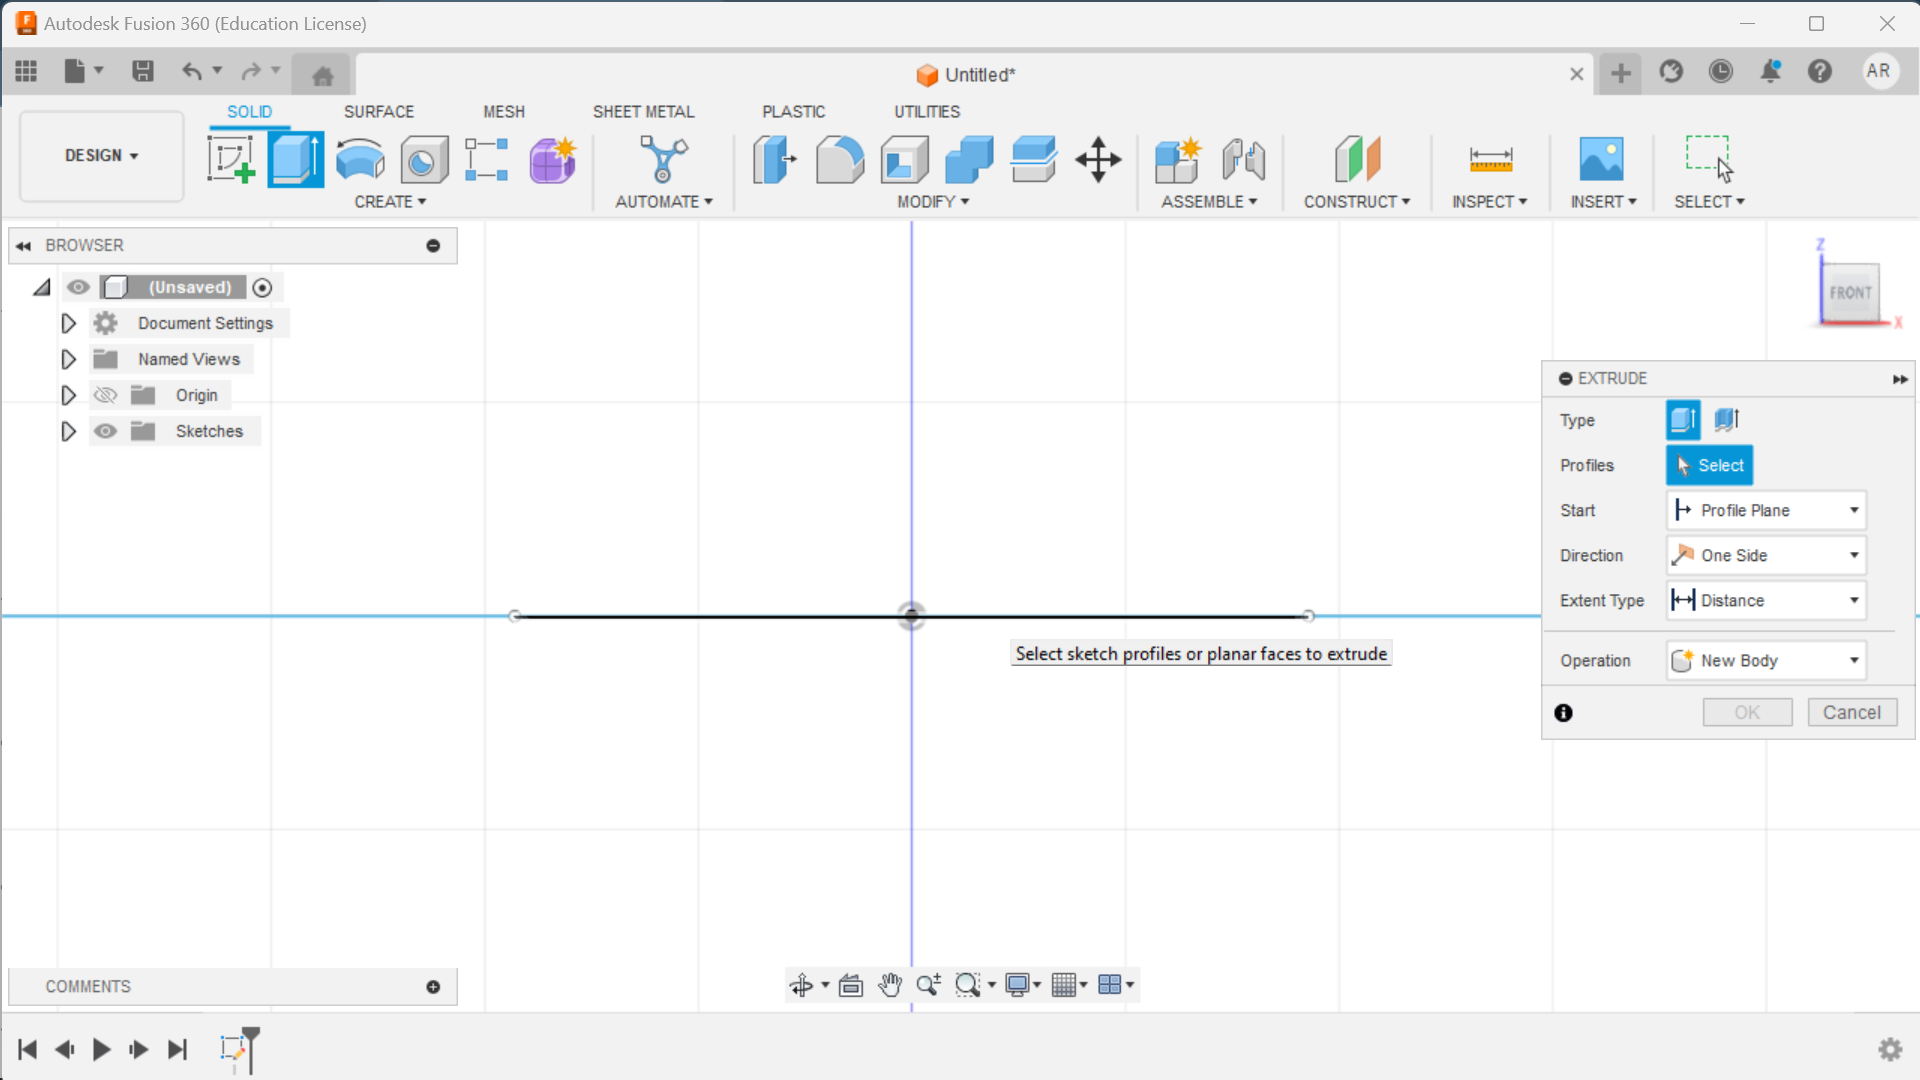 Autodesk Fusion 360 (Education License)
Untitled*
AR
DESIGN
SOLID
SURFACE
MESH
SHEET METAL
PLASTIC
UTILITIES
CREATE
AUTOMATE
MODIFY
ASSEMBLE
CONSTRUCT
INSPECT
INSERT
SELECT
BROWSER
(Unsaved)
Document Settings
Named Views
Origin
Sketches
Z
FRONT
X
EXTRUDE
Type
Profiles
Select
Start
Profile Plane
Direction
One Side
Extent Type
Distance
Operation
New Body
OK
Cancel
Select sketch profiles or planar faces to extrude
COMMENTS